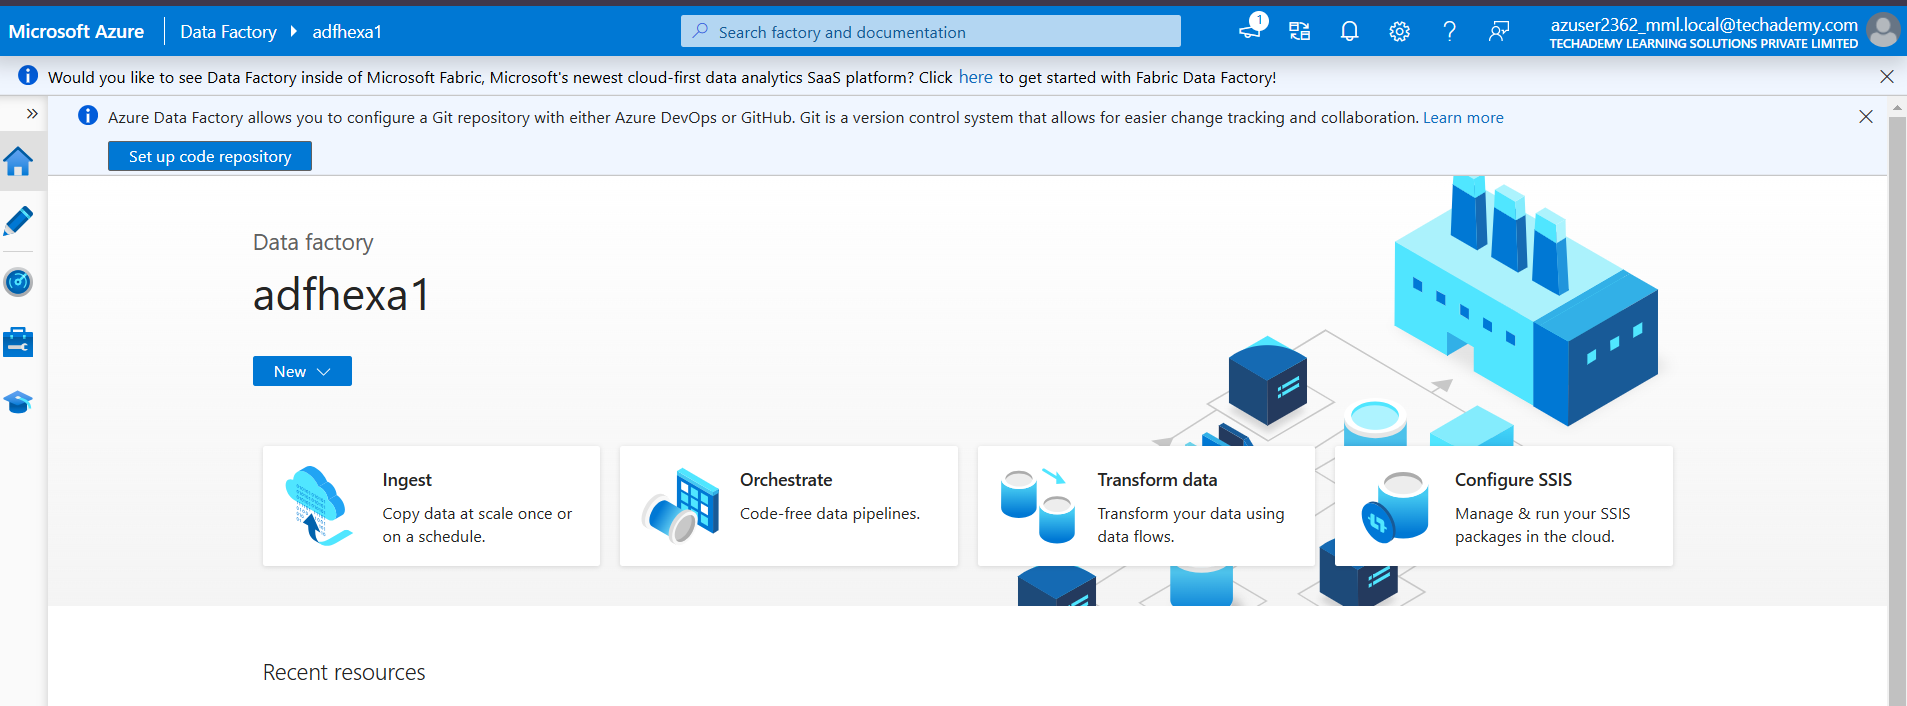 Microsoft Azure
Data Factory
adfhexa1
Search factory and documentation
1
azuser2362_mml.local@techademy.com
TECHADEMY LEARNING SOLUTIONS PRIVATE LIMITED
Would you like to see Data Factory inside of Microsoft Fabric, Microsoft's newest cloud-first data analytics SaaS platform? Click here to get started with Fabric Data Factory!
Azure Data Factory allows you to configure a Git repository with either Azure DevOps or GitHub. Git is a version control system that allows for easier change tracking and collaboration. Learn more
Set up code repository
Data factory
adfhexa1
New
Ingest
Copy data at scale once or
on a schedule.
Orchestrate
Code-free data pipelines.
Transform data
Transform your data using
data flows.
Configure SSIS
Manage & run your SSIS
packages in the cloud.
Recent resources